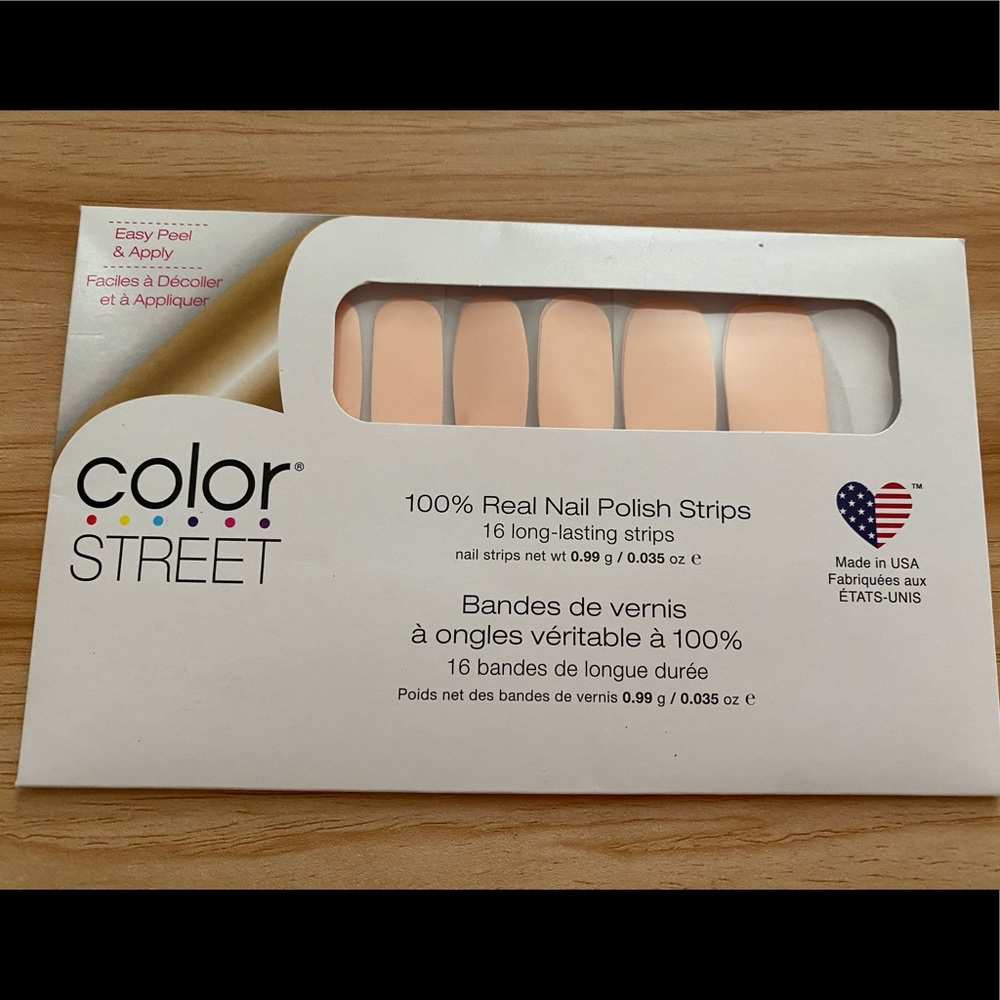 Easy Peel
& Apply
Faciles à Décoller
et à Appliquer
color®
STREET
100% Real Nail Polish Strips
16 long-lasting strips
nail strips net wt 0.99 g / 0.035 oz ℮
Bandes de vernis
à ongles véritable à 100%
16 bandes de longue durée
Poids net des bandes de vernis 0.99 g / 0.035 oz ℮
™
Made in USA
Fabriquées aux
ÉTATS-UNIS